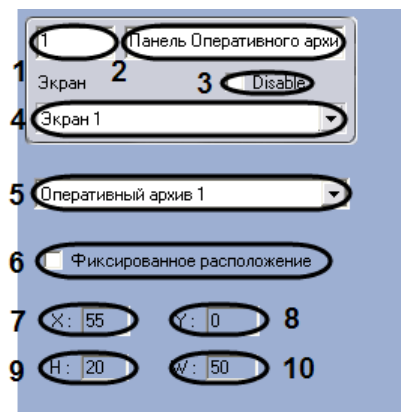 1 Панель Оперативного архи
1 2
Экран 3 Disable
4 Экран 1
5 Оперативный архив 1
6 Фиксированное расположение
7 X: 55 Y: 0 8
9 H: 20 W: 50 10